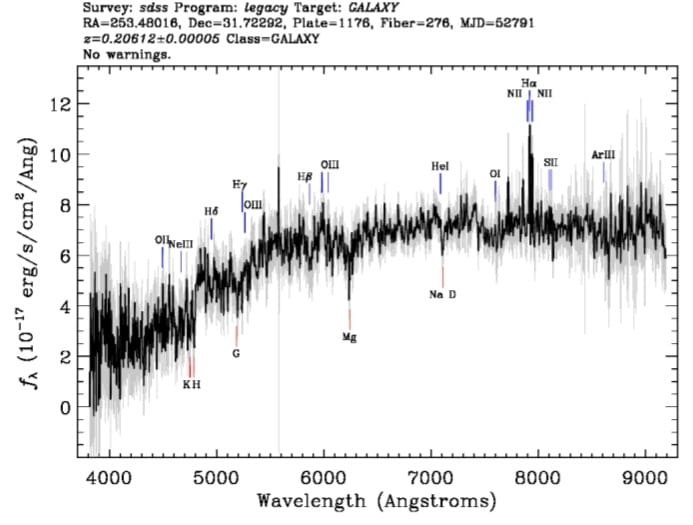 Survey: sdss Program: legacy Target: GALAXY
RA=253.48016, Dec=31.72292, Plate=1176, Fiber=276, MJD=52791
z=0.20612±0.00005 Class=GALAXY
No warnings.
Hα
NII NII
12
10
8
6
4
2
0
OII NeIII Hδ Hγ OIII Hβ OIII HeI OI SII ArIII
K H G Mg Na D
f_λ (10⁻¹⁷ erg/s/cm²/Ang)
4000 5000 6000 7000 8000 9000
Wavelength (Angstroms)